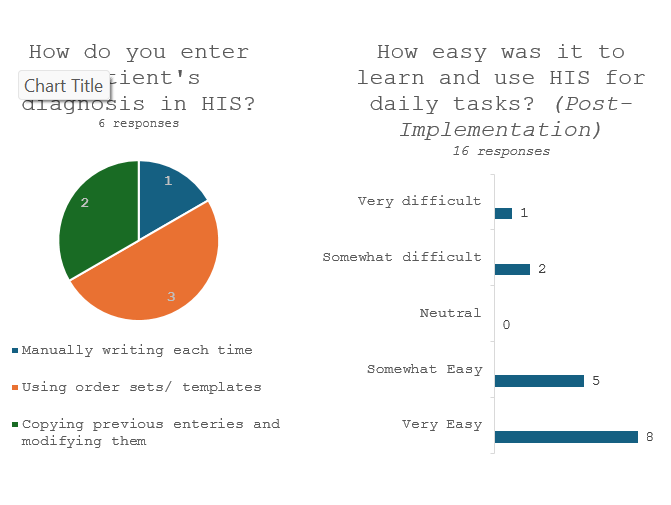 How do you enter
Chart Title
tient's
diagnosis in HIS?
6 responses
1
2
3
Manually writing each time
Using order sets/ templates
Copying previous enteries and
modifying them
How easy was it to
learn and use HIS for
daily tasks? (Post-
Implementation)
16 responses
Very difficult
1
Somewhat difficult
2
Neutral
0
Somewhat Easy
5
Very Easy
8